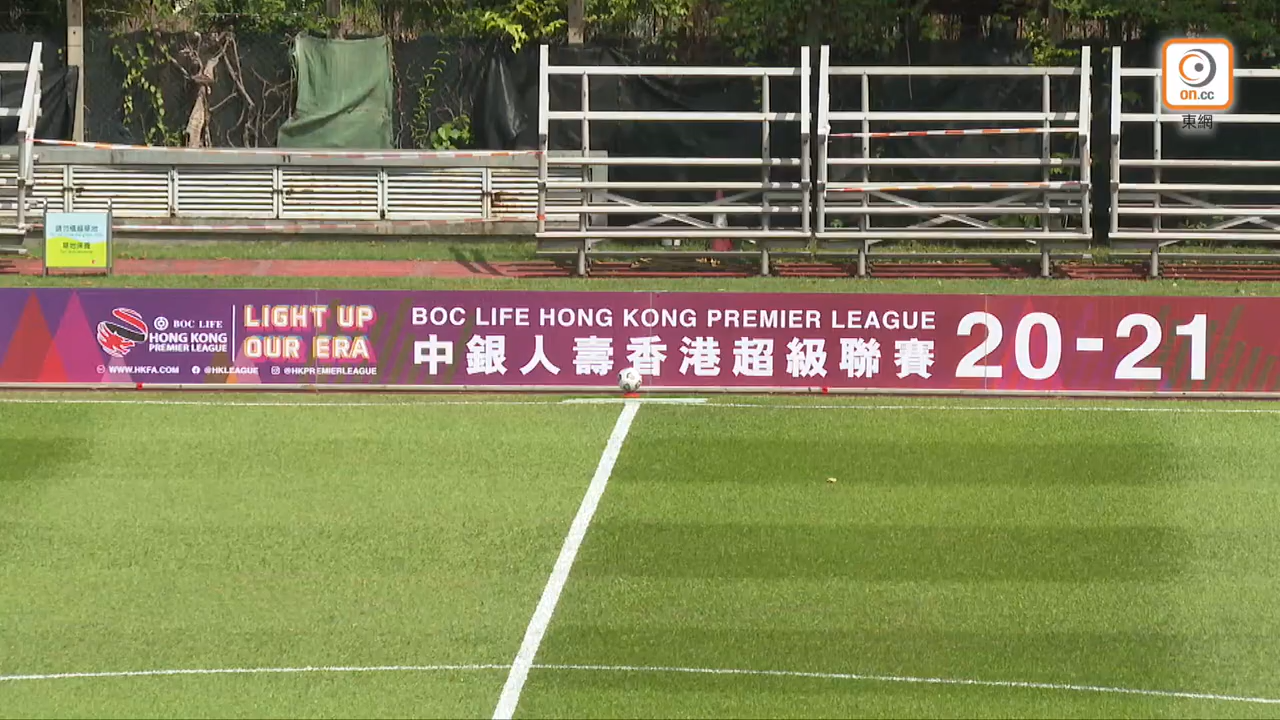 on.cc
東網
BOC LIFE
HONG KONG
PREMIER LEAGUE
WWW.HKFA.COM @HKLEAGUE @HKPREMIERLEAGUE
LIGHT UP
OUR ERA
BOC LIFE HONG KONG PREMIER LEAGUE
中銀人壽香港超級聯賽
20-21